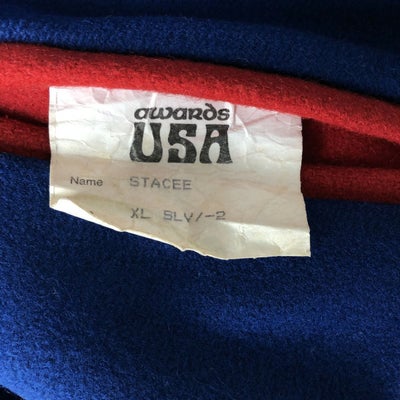 awards
USA
Name STACEE
XL SLV/-2